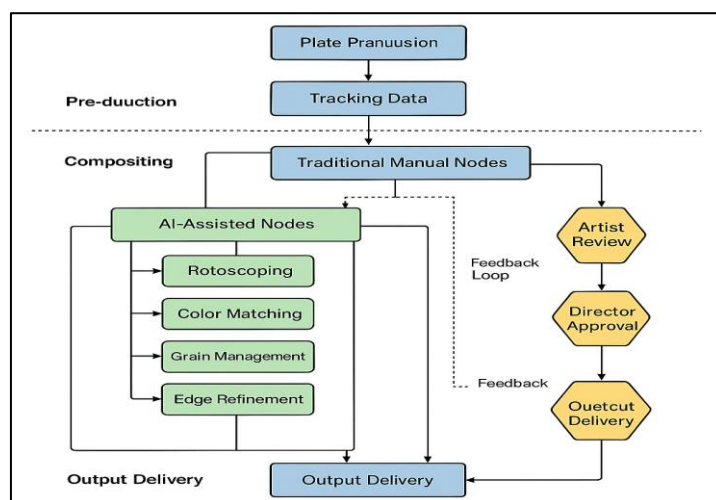 Plate Pranuusion
Pre-duuction
Tracking Data
Compositing
Traditional Manual Nodes
AI-Assisted Nodes
Rotoscoping
Color Matching
Grain Management
Edge Refinement
Feedback
Loop
Feedback
Artist
Review
Director
Approval
Ouetcut
Delivery
Output Delivery
Output Delivery